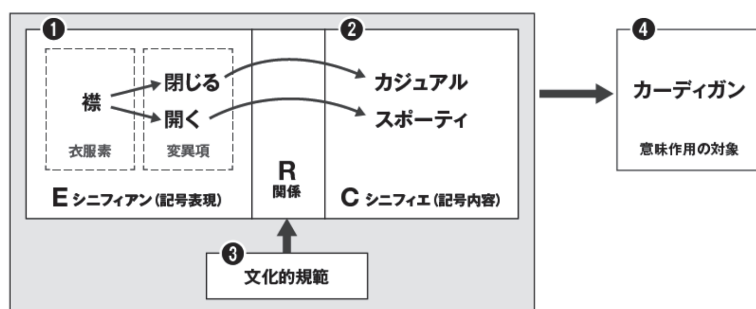 ❶
襟
閉じる
開く
衣服素
変異項
E シニフィアン(記号表現)
R
関係
❷
カジュアル
スポーティ
C シニフィエ(記号内容)
❸
文化的規範
❹
カーディガン
意味作用の対象